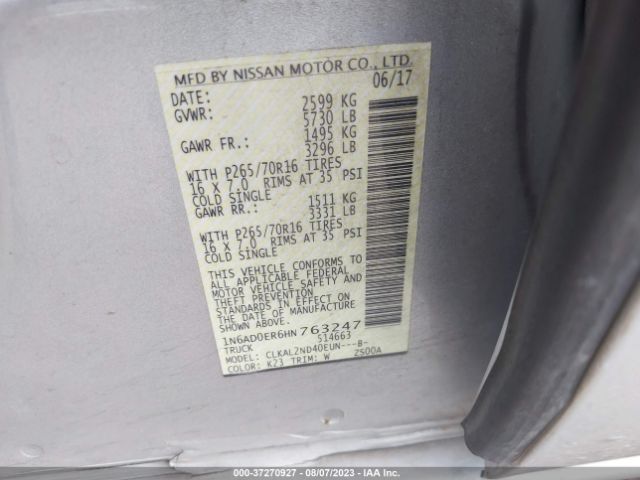 MFD BY NISSAN MOTOR CO., LTD.
DATE: 06/17
GVWR: 2599 KG
5730 LB
GAWR FR.: 1495 KG
3296 LB
WITH P265/70R16 TIRES
16 X 7.0 RIMS AT 35 PSI
COLD SINGLE
GAWR RR.: 1511 KG
3331 LB
WITH P265/70R16 TIRES
16 X 7.0 RIMS AT 35 PSI
COLD SINGLE
THIS VEHICLE CONFORMS TO
ALL APPLICABLE FEDERAL
MOTOR VEHICLE SAFETY AND
THEFT PREVENTION
STANDARDS IN EFFECT ON
THE DATE OF MANUFACTURE
SHOWN ABOVE.
1N6AD0ER6HN 763247
TRUCK 514663
MODEL: CLKALZND40EUN---B-
COLOR: K23 TRIM: W 2500A
000-37270927 - 08/07/2023 - © IAA Inc.